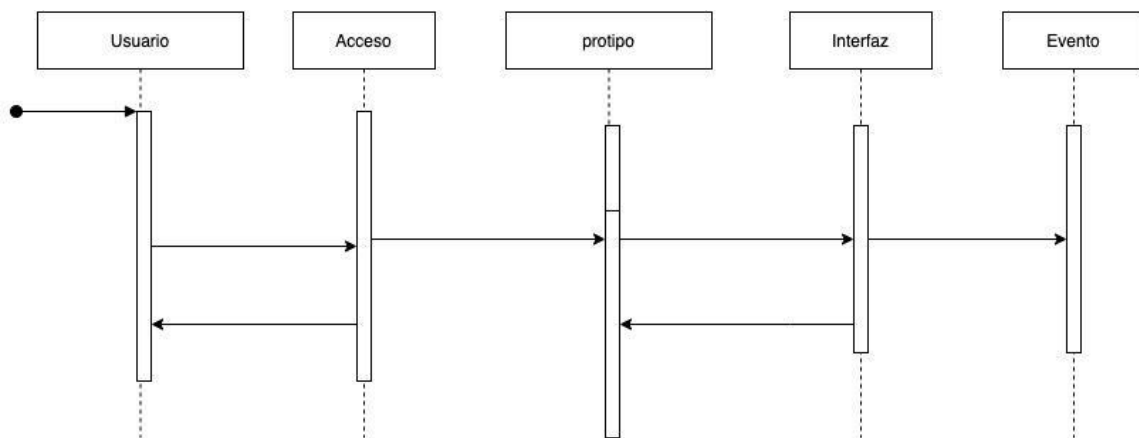 Usuario
Acceso
protipo
Interfaz
Evento